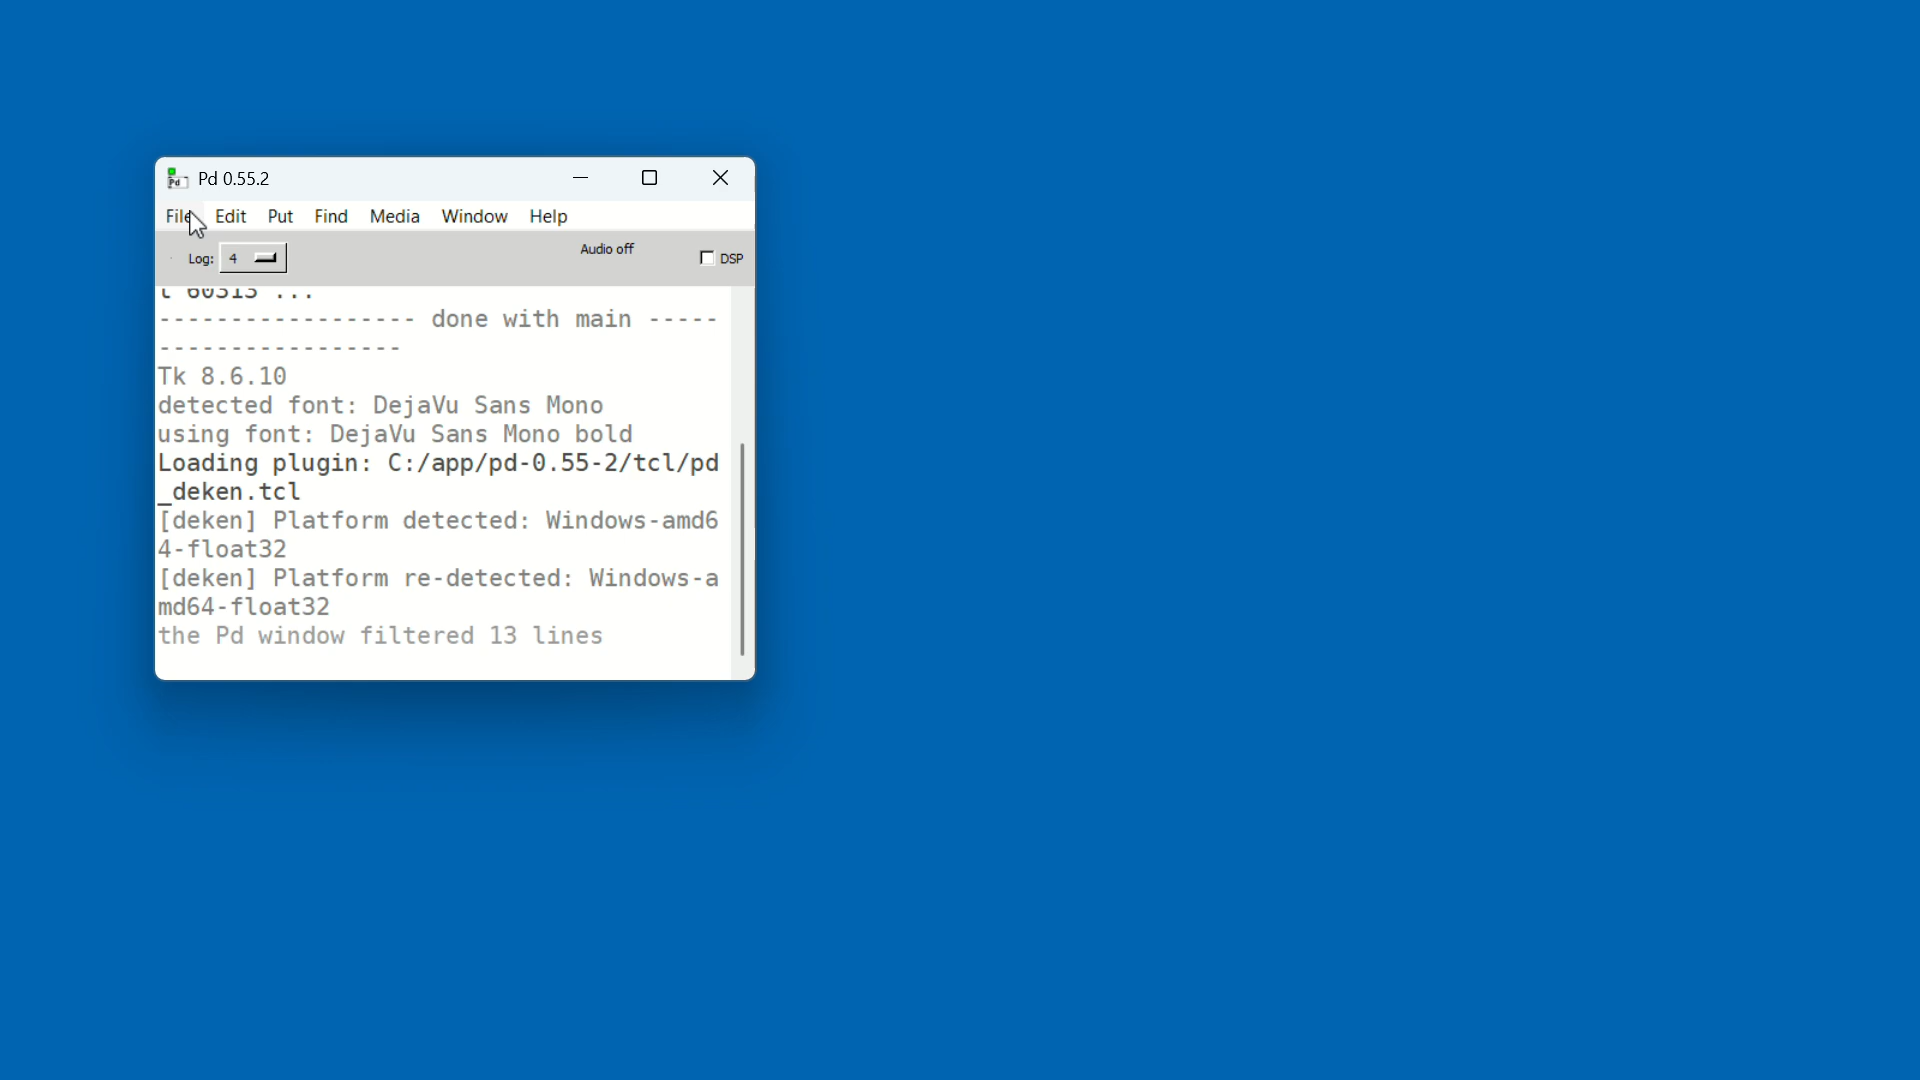 Pd 0.55.2
File Edit Put Find Media Window Help
Log: 4 Audio off DSP
t 60313 ...
------------------ done with main -----
-----------------
Tk 8.6.10
detected font: DejaVu Sans Mono
using font: DejaVu Sans Mono bold
Loading plugin: C:/app/pd-0.55-2/tcl/pd
_deken.tcl
[deken] Platform detected: Windows-amd6
4-float32
[deken] Platform re-detected: Windows-a
md64-float32
the Pd window filtered 13 lines